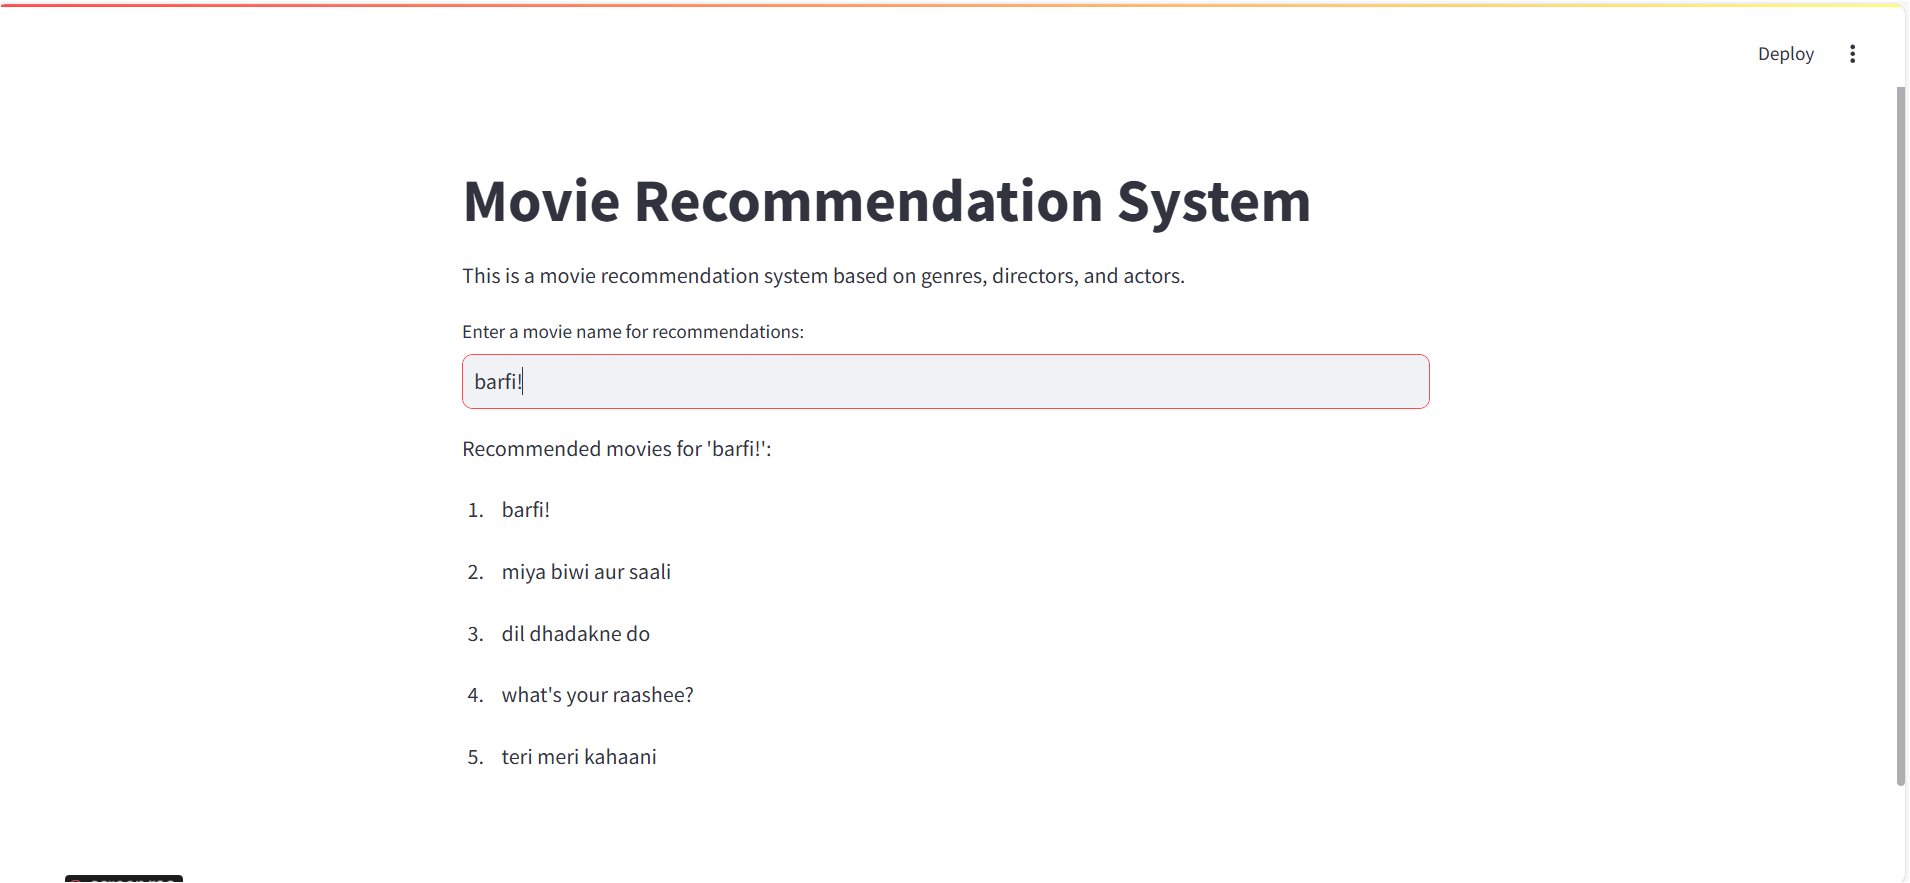 Deploy
Movie Recommendation System
This is a movie recommendation system based on genres, directors, and actors.
Enter a movie name for recommendations:
barfi!
Recommended movies for 'barfi!':
1. barfi!
2. miya biwi aur saali
3. dil dhadakne do
4. what's your raashee?
5. teri meri kahaani